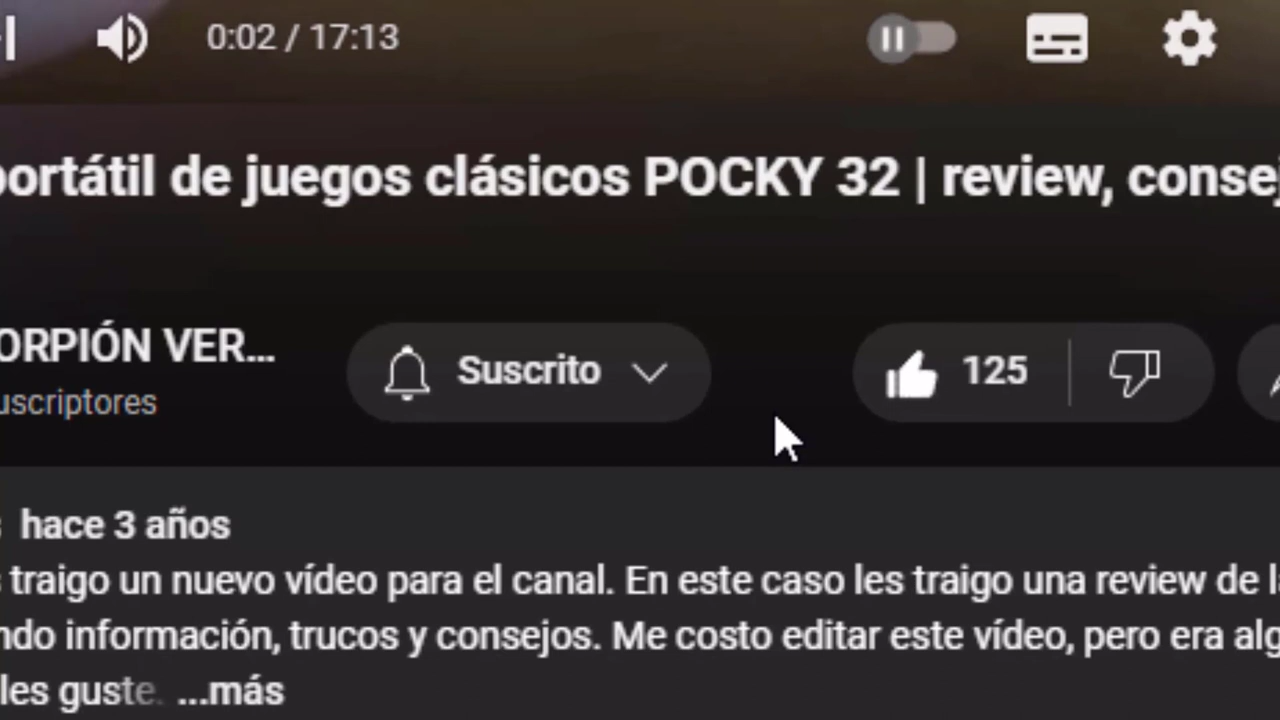 0:02 / 17:13
portátil de juegos clásicos POCKY 32 | review, consej
ORPIÓN VER...
Suscrito
125
uscriptores
s hace 3 años
s traigo un nuevo vídeo para el canal. En este caso les traigo una review de l
ndo información, trucos y consejos. Me costo editar este vídeo, pero era alg
les guste. ...más